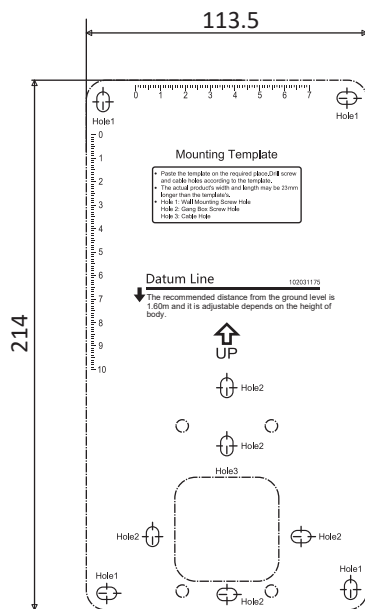 113.5
0 1 2 3 4 5 6 7
Hole1
Hole1
0
1
2
3
4
5
6
7
8
9
10
214
Mounting Template
• Paste the template on the required place,Drill screw
and cable holes according to the template.
• The actual product's width and length may be 23mm
longer than the template's.
• Hole 1: Wall Mounting Screw Hole
Hole 2: Gang Box Screw Hole
Hole 3: Cable Hole
Datum Line
102031175
The recommended distance from the ground level is
1.60m and it is adjustable depends on the height of
body.
UP
Hole2
Hole2
Hole3
Hole2
Hole2
Hole1
Hole2
Hole1